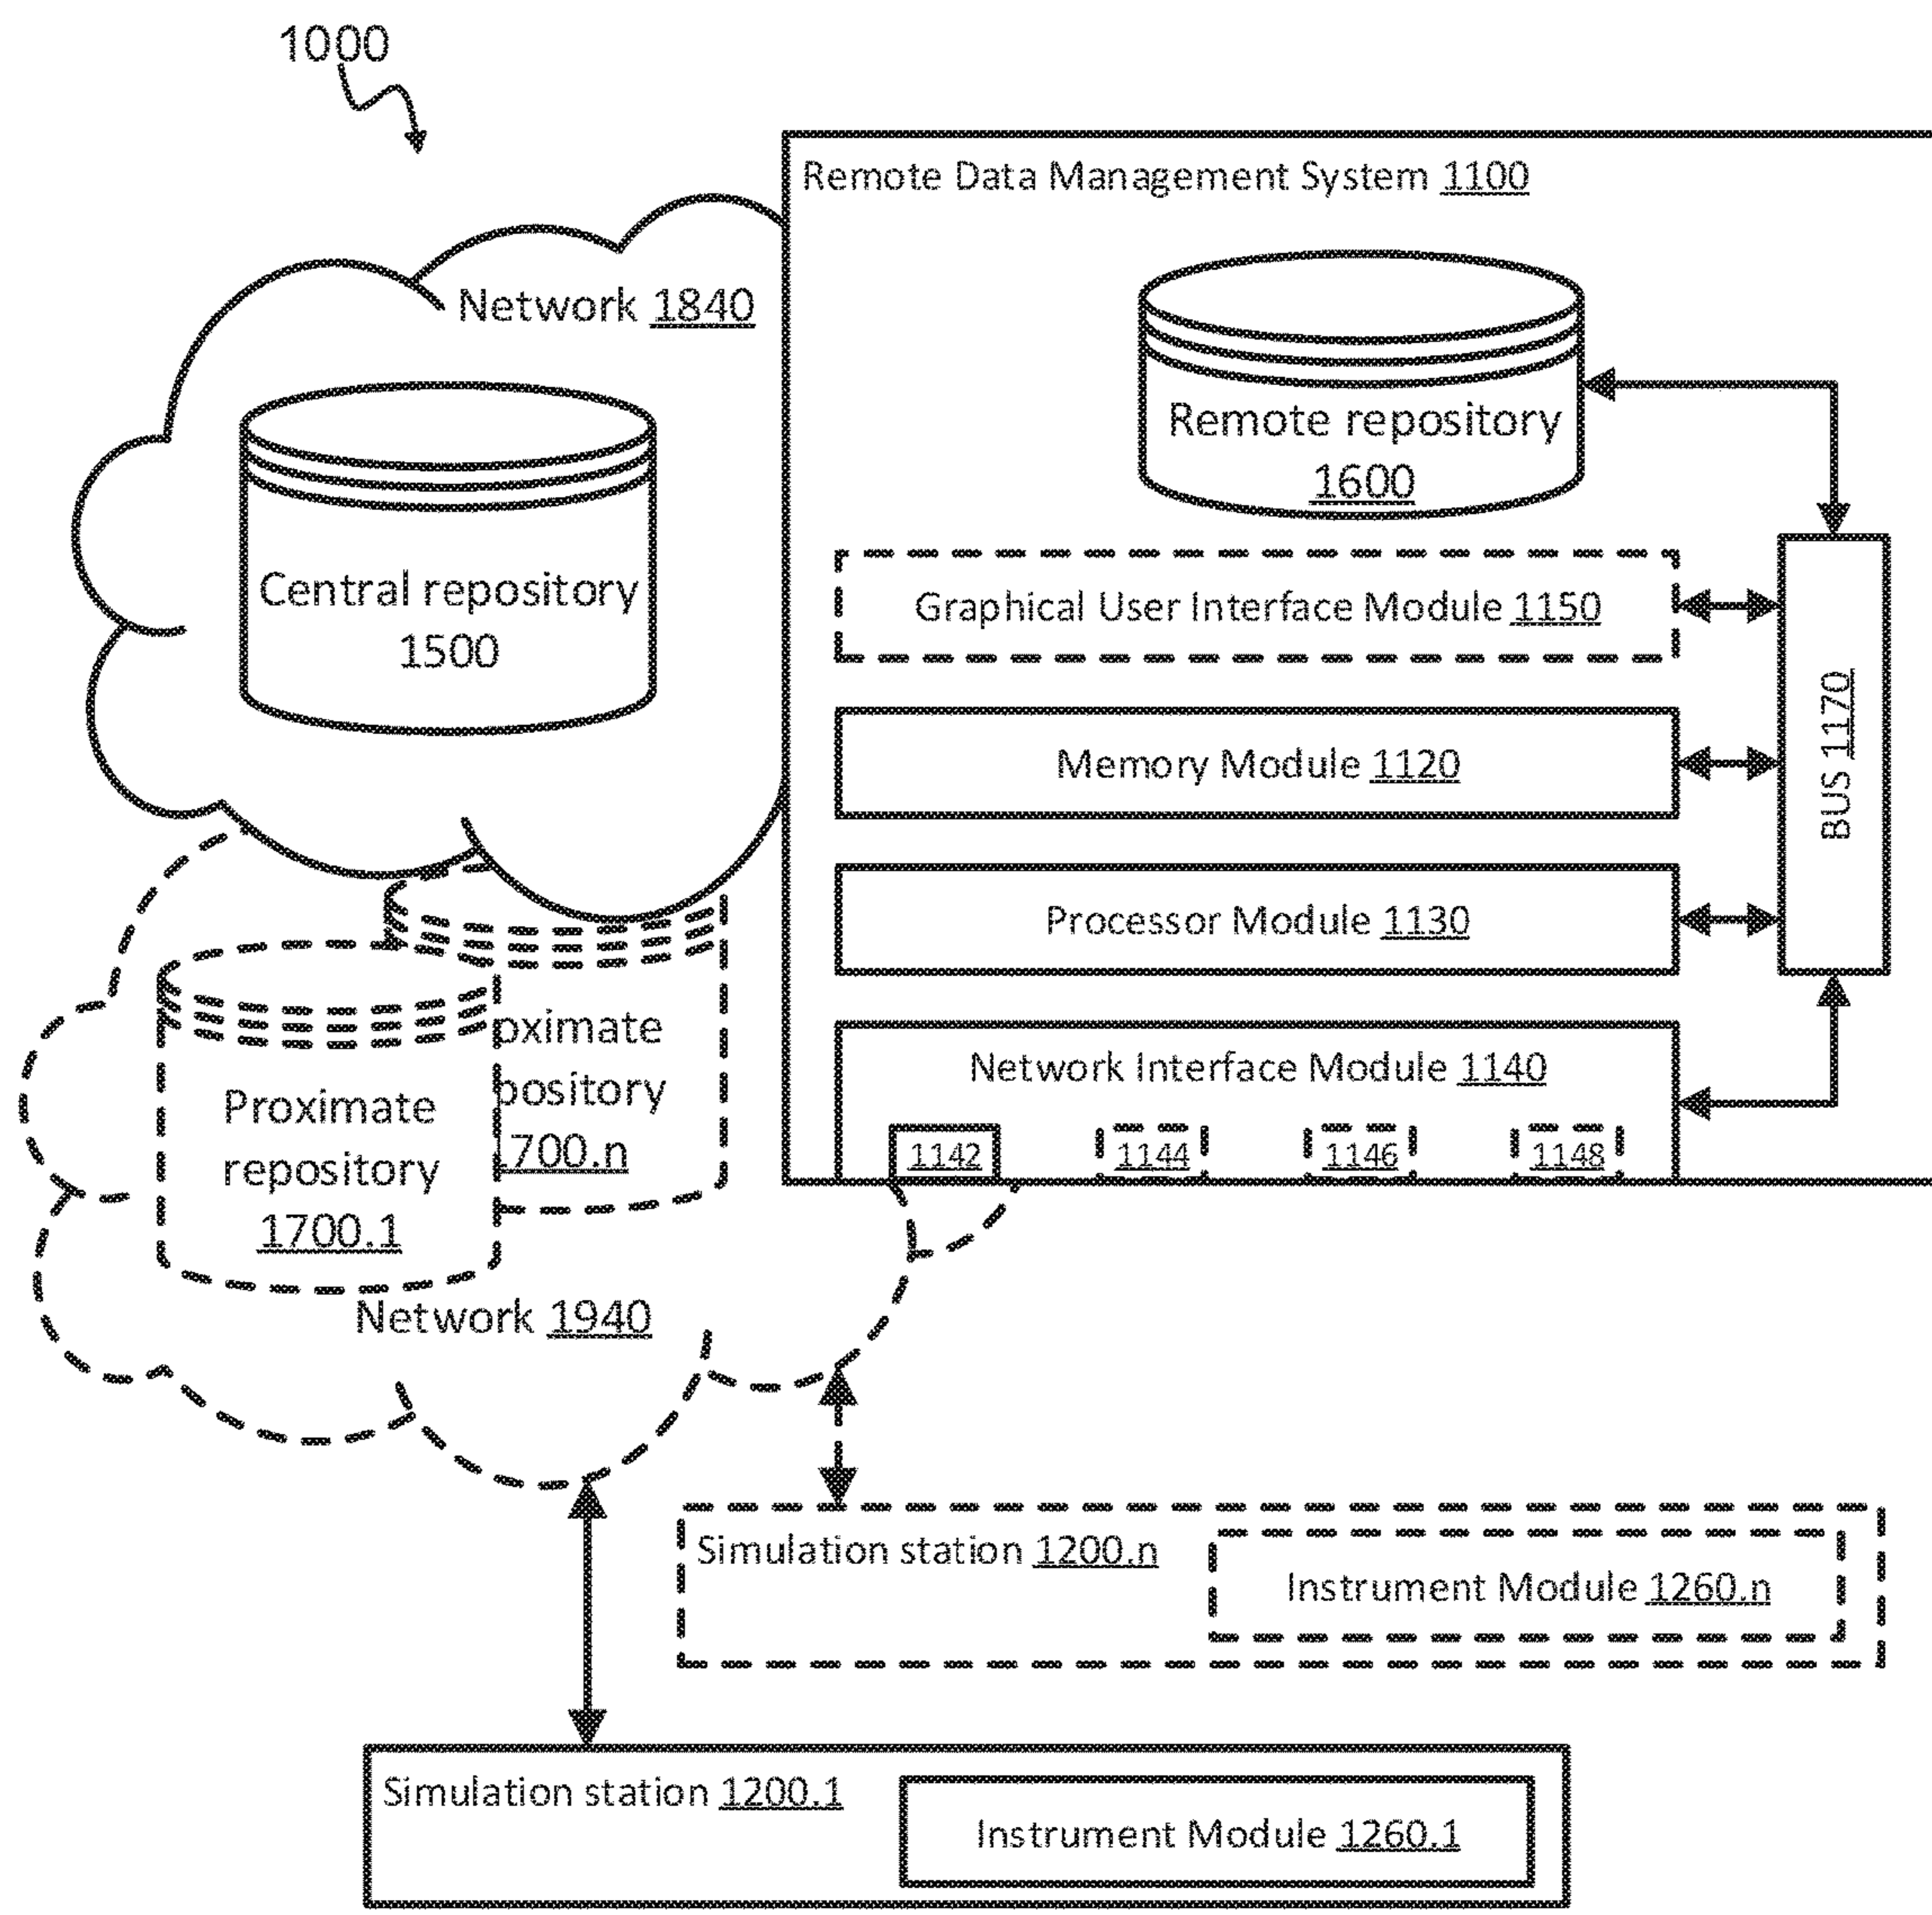 1000
Remote Data Management System 1100
Network 1840
Remote repository
1600
Central repository
1500
Graphical User Interface Module 1150
Memory Module 1120
BUS 1170
Processor Module 1130
oximate
pository
700.n
Proximate
repository
1700.1
Network Interface Module 1140
1142
1144
1146
1148
Network 1940
Simulation station 1200.n
Instrument Module 1260.n
Simulation station 1200.1
Instrument Module 1260.1